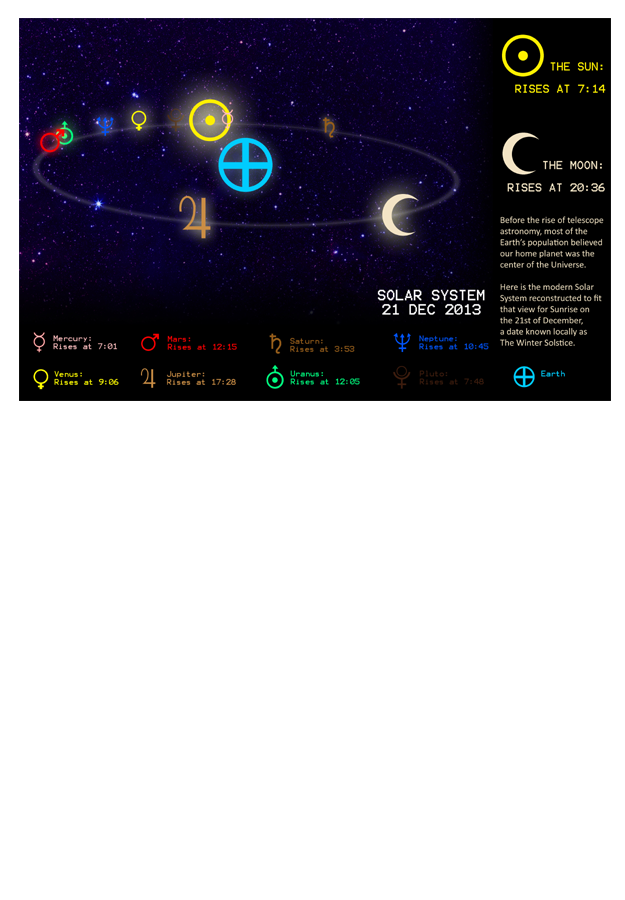 THE SUN:
RISES AT 7:14
THE MOON:
RISES AT 20:36
Before the rise of telescope
astronomy, most of the
Earth's population believed
our home planet was the
center of the Universe.
Here is the modern Solar
System reconstructed to fit
that view for Sunrise on
the 21st of December,
a date known locally as
The Winter Solstice.
SOLAR SYSTEM
21 DEC 2013
Mercury:
Rises at 7:01
Mars:
Rises at 12:15
Saturn:
Rises at 3:53
Neptune:
Rises at 10:45
Venus:
Rises at 9:06
Jupiter:
Rises at 17:28
Uranus:
Rises at 12:05
Pluto:
Rises at 7:48
Earth